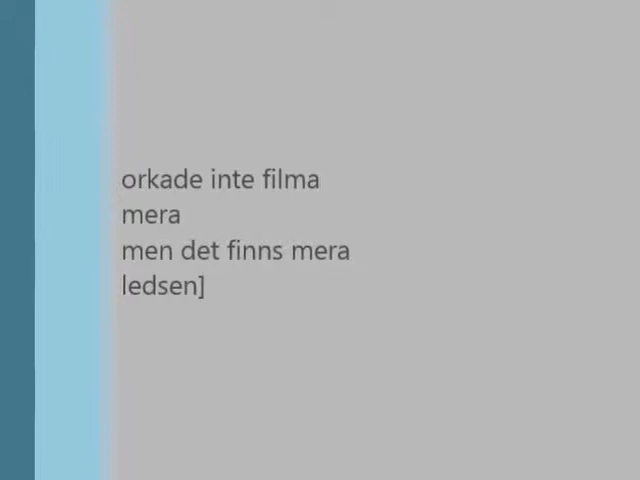 orkade inte filma
mera
men det finns mera
ledsen]